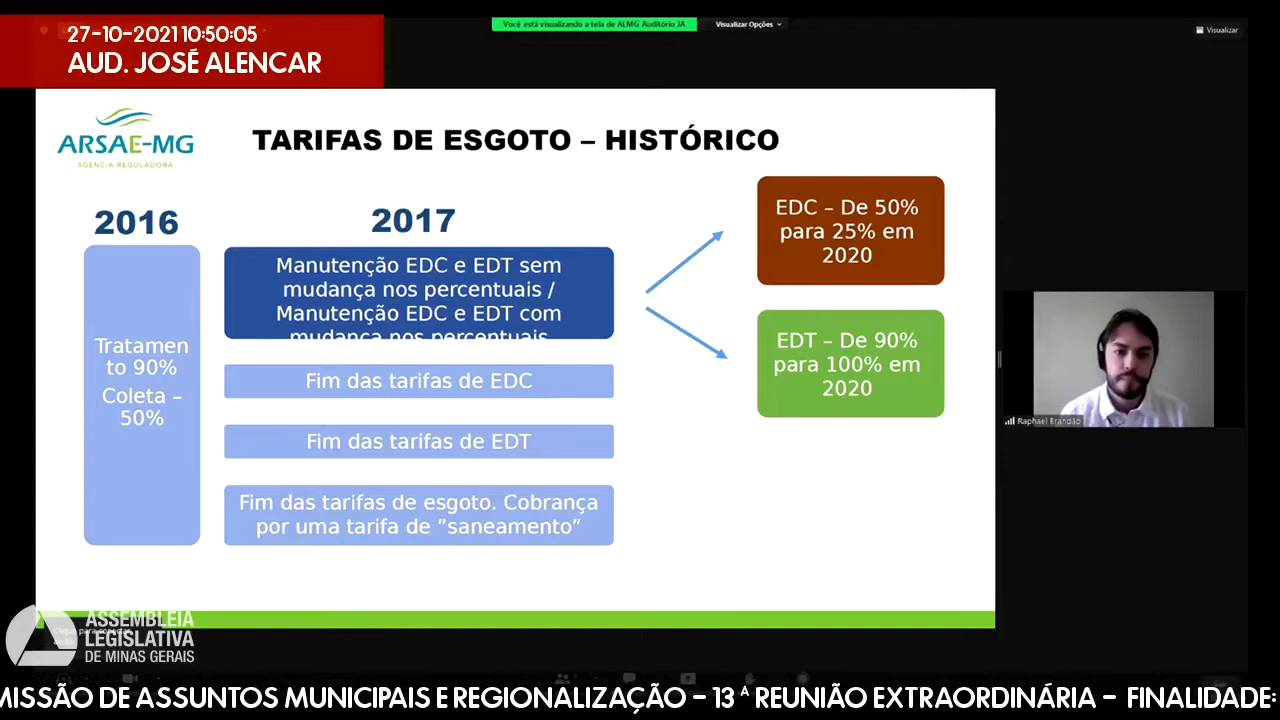 27-10-2021 10:50:05
AUD. JOSÉ ALENCAR
Você está visualizando a tela de ALMG Auditório JA
Visualizar Opções
Visualizar
ARSAE-MG
AGÊNCIA REGULADORA
TARIFAS DE ESGOTO – HISTÓRICO
2016
Tratamen
to 90%
Coleta –
50%
2017
Manutenção EDC e EDT sem
mudança nos percentuais /
Manutenção EDC e EDT com
mudança nos percentuais
Fim das tarifas de EDC
Fim das tarifas de EDT
Fim das tarifas de esgoto. Cobrança
por uma tarifa de ”saneamento”
EDC – De 50%
para 25% em
2020
EDT – De 90%
para 100% em
2020
Raphael Brandão
ASSEMBLEIA
LEGISLATIVA
DE MINAS GERAIS
MISSÃO DE ASSUNTOS MUNICIPAIS E REGIONALIZAÇÃO – 13 ª REUNIÃO EXTRAORDINÁRIA – FINALIDADE: